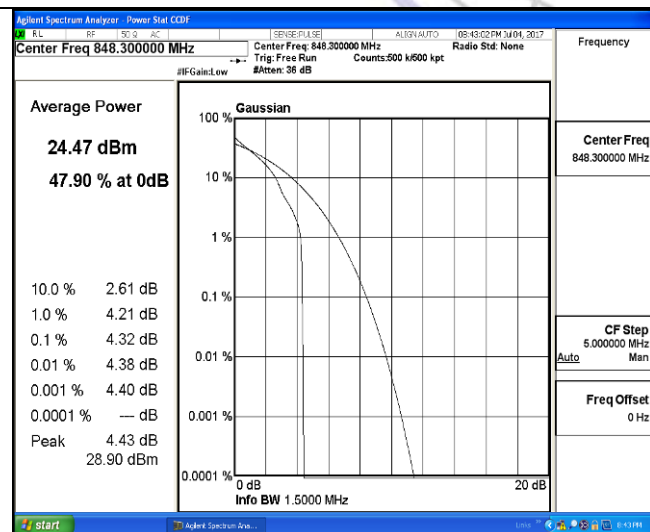 Agilent Spectrum Analyzer - Power Stat CCDF
RL RF 50 Ω AC SENSE:PULSE ALIGN AUTO 08:43:02 PM Jul 04, 2017
Center Freq 848.300000 MHz
Center Freq: 848.300000 MHz Radio Std: None
Trig: Free Run Counts:500 k/500 kpt
#IFGain:Low #Atten: 36 dB
Frequency
Average Power
24.47 dBm
47.90 % at 0dB
10.0 % 2.61 dB
1.0 % 4.21 dB
0.1 % 4.32 dB
0.01 % 4.38 dB
0.001 % 4.40 dB
0.0001 % --- dB
Peak 4.43 dB
28.90 dBm
Gaussian
100 %
10 %
1 %
0.1 %
0.01 %
0.001 %
0.0001 %
0 dB 20 dB
Info BW 1.5000 MHz
Center Freq
848.300000 MHz
CF Step
5.000000 MHz
Auto Man
Freq Offset
0 Hz
start Agilent Spectrum Ana... Links 8:43 PM